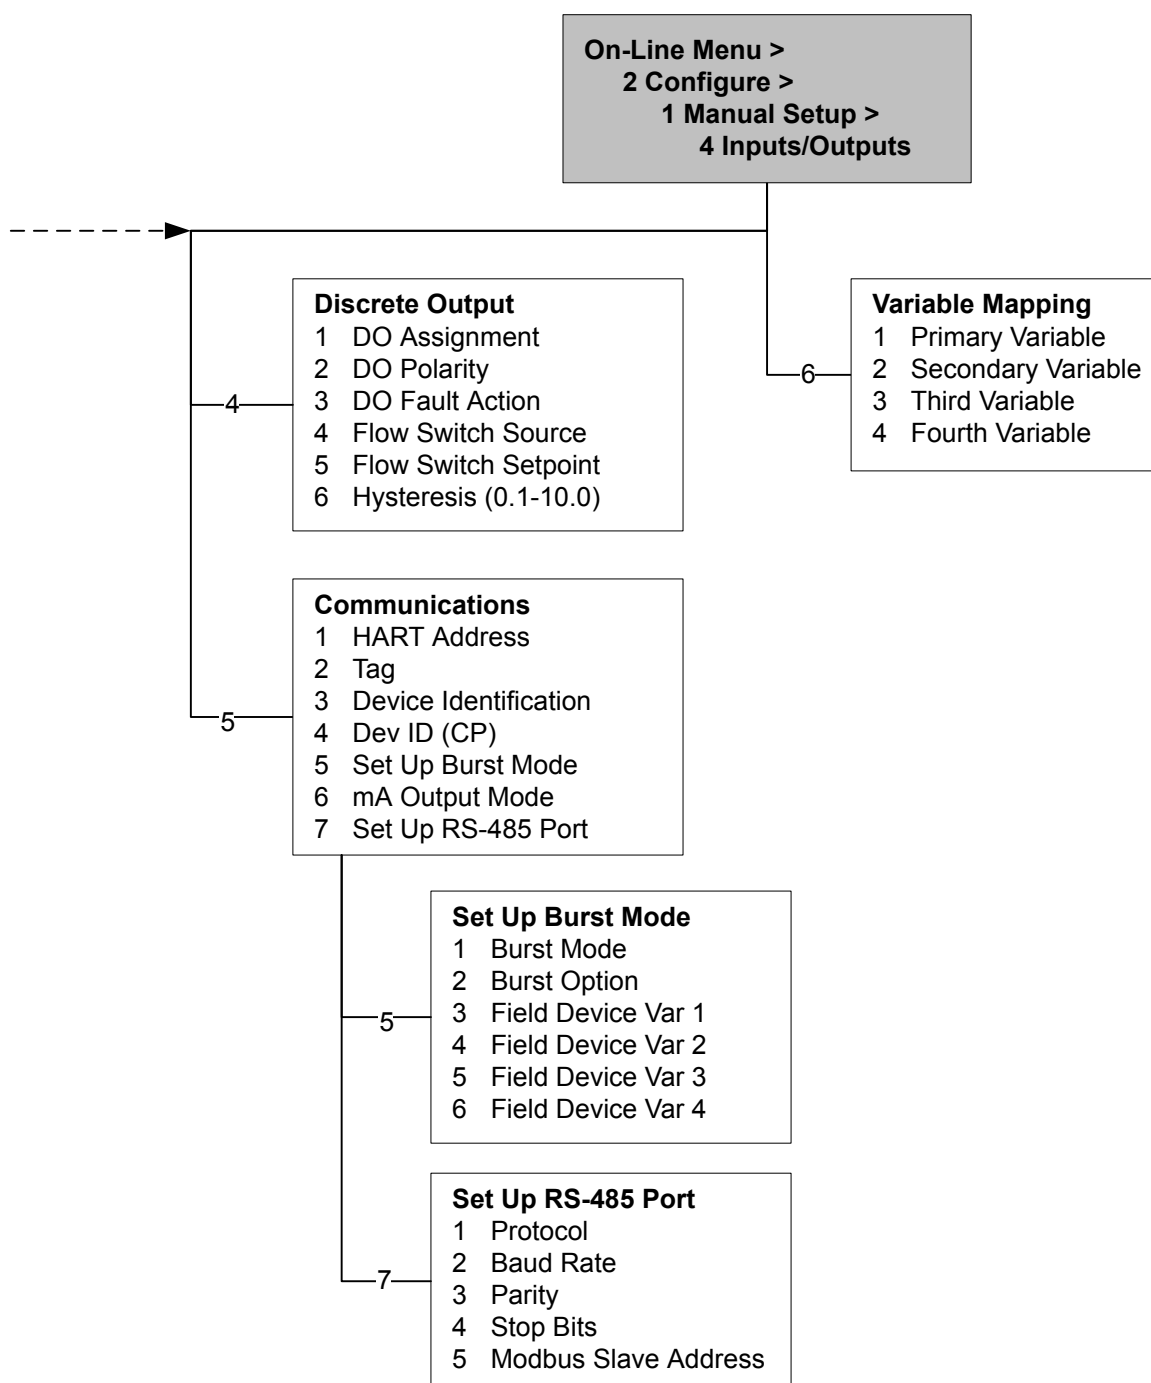 On-Line Menu >
2 Configure >
1 Manual Setup >
4 Inputs/Outputs
4
Discrete Output
1 DO Assignment
2 DO Polarity
3 DO Fault Action
4 Flow Switch Source
5 Flow Switch Setpoint
6 Hysteresis (0.1-10.0)
6
Variable Mapping
1 Primary Variable
2 Secondary Variable
3 Third Variable
4 Fourth Variable
5
Communications
1 HART Address
2 Tag
3 Device Identification
4 Dev ID (CP)
5 Set Up Burst Mode
6 mA Output Mode
7 Set Up RS-485 Port
5
Set Up Burst Mode
1 Burst Mode
2 Burst Option
3 Field Device Var 1
4 Field Device Var 2
5 Field Device Var 3
6 Field Device Var 4
7
Set Up RS-485 Port
1 Protocol
2 Baud Rate
3 Parity
4 Stop Bits
5 Modbus Slave Address